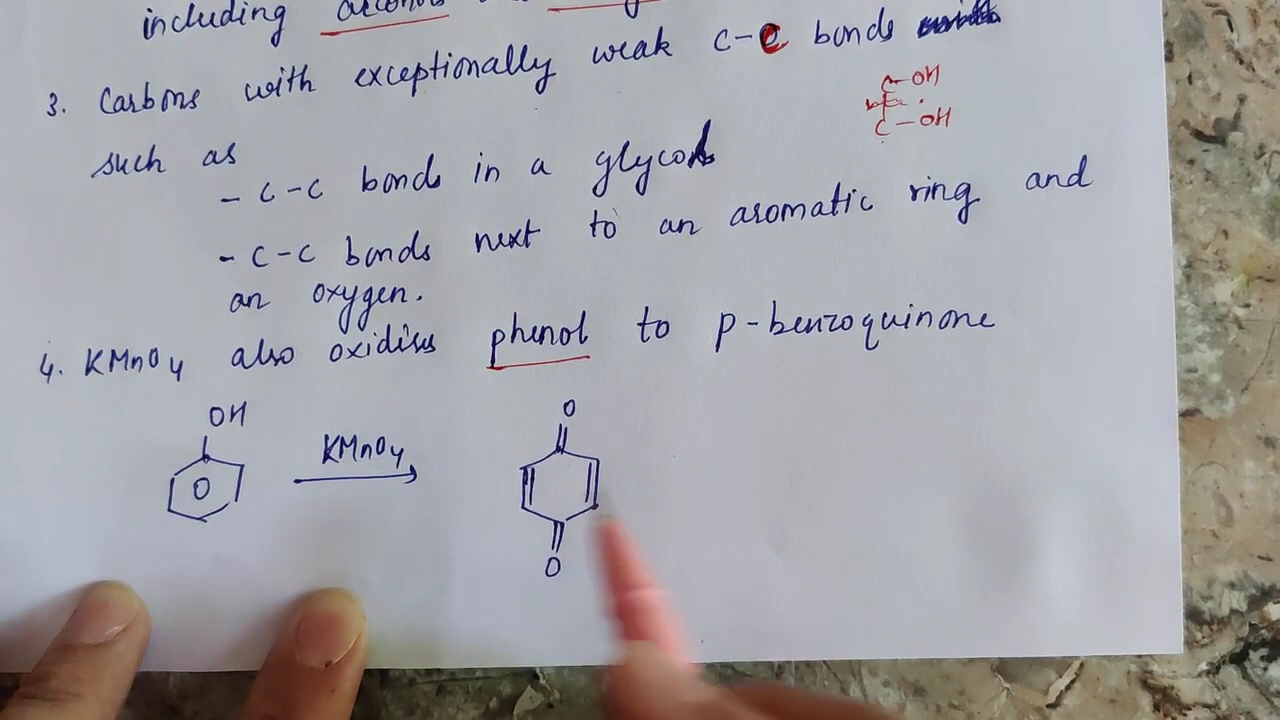 including alcohols
3. Carbons with exceptionally weak C-C bonds
C-OH
C-OH
such as
- C-C bonds in a glycol
- C-C bonds next to an aromatic ring and
an oxygen.
4. KMnO4 also oxidises phenol to p-benzoquinone
OH
KMnO4
O
O